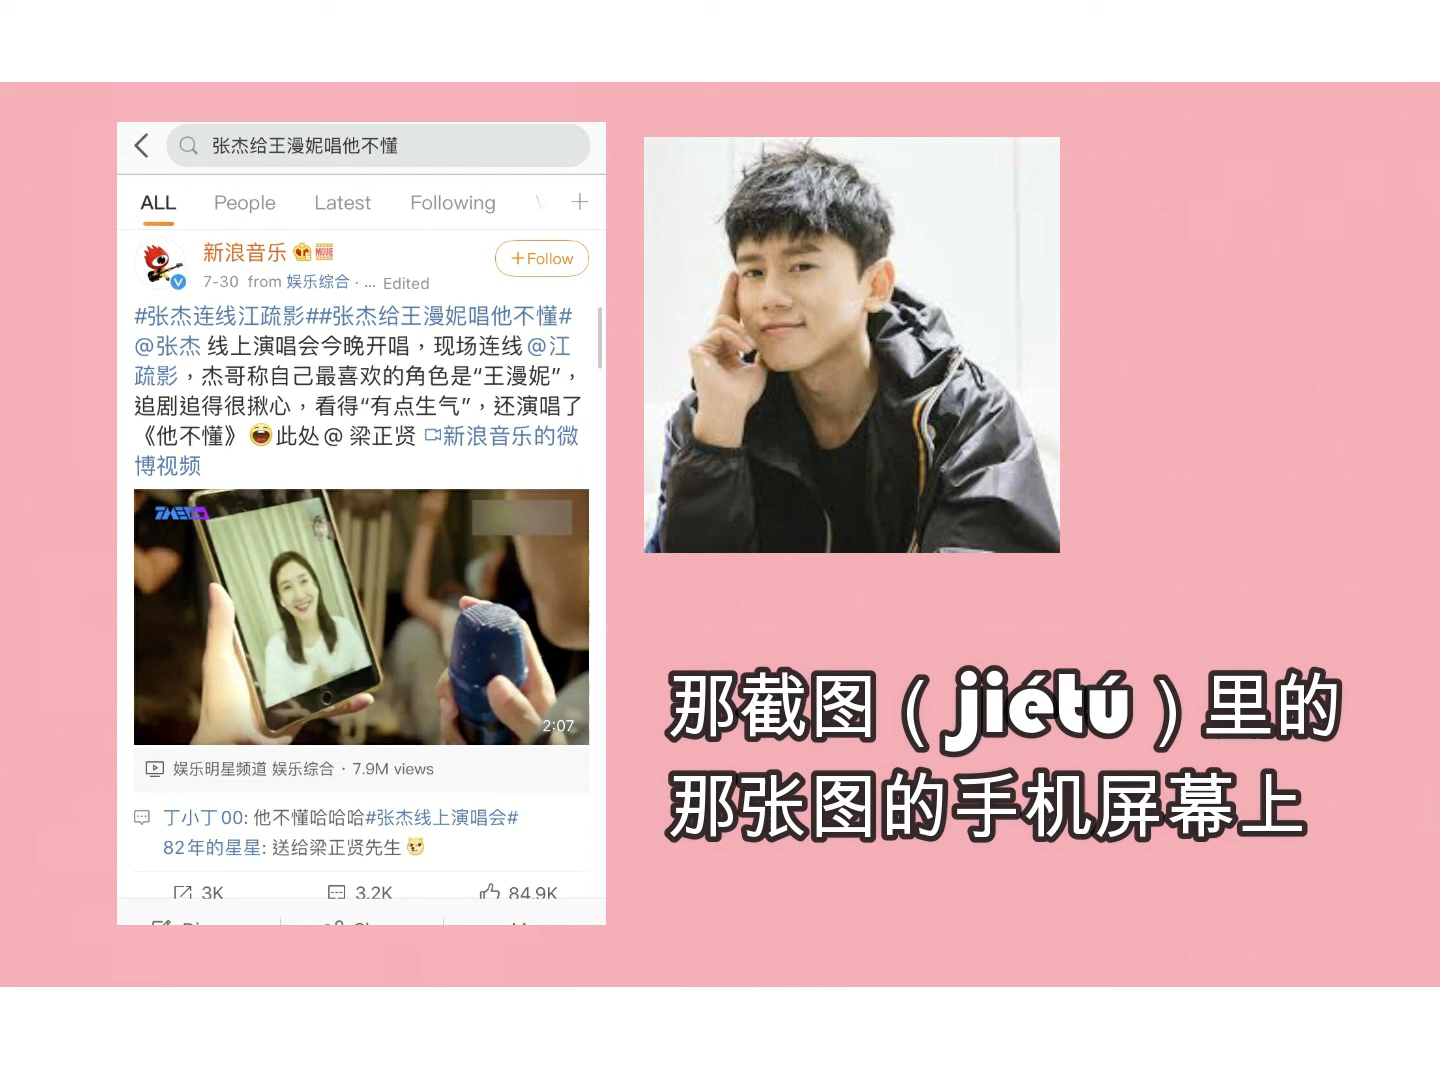 张杰给王漫妮唱他不懂
ALL People Latest Following
新浪音乐
MOVIE
+Follow
7-30 from 娱乐综合 · ... Edited
#张杰连线江疏影##张杰给王漫妮唱他不懂#
@张杰 线上演唱会今晚开唱，现场连线@江
疏影，杰哥称自己最喜欢的角色是“王漫妮”，
追剧追得很揪心，看得“有点生气”，还演唱了
《他不懂》此处@ 梁正贤 新浪音乐的微
博视频
2:07
娱乐明星频道 娱乐综合 · 7.9M views
丁小丁00: 他不懂哈哈哈#张杰线上演唱会#
82年的星星: 送给梁正贤先生
3K 3.2K 84.9K
那截图（jiétú）里的
那张图的手机屏幕上